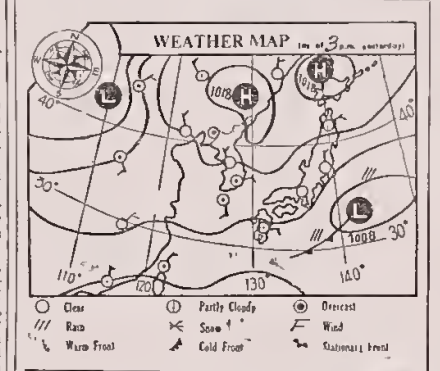 WEATHER MAP (as of 3 p.m. yesterday)
N
E
S
W
L
1018 H
H
1018
40°
40°
30°
L
1008
30°
110°
120°
130°
140°
Clear Partly Cloudy Overcast
Rain Snow Wind
Warm Front Cold Front Stationary Front